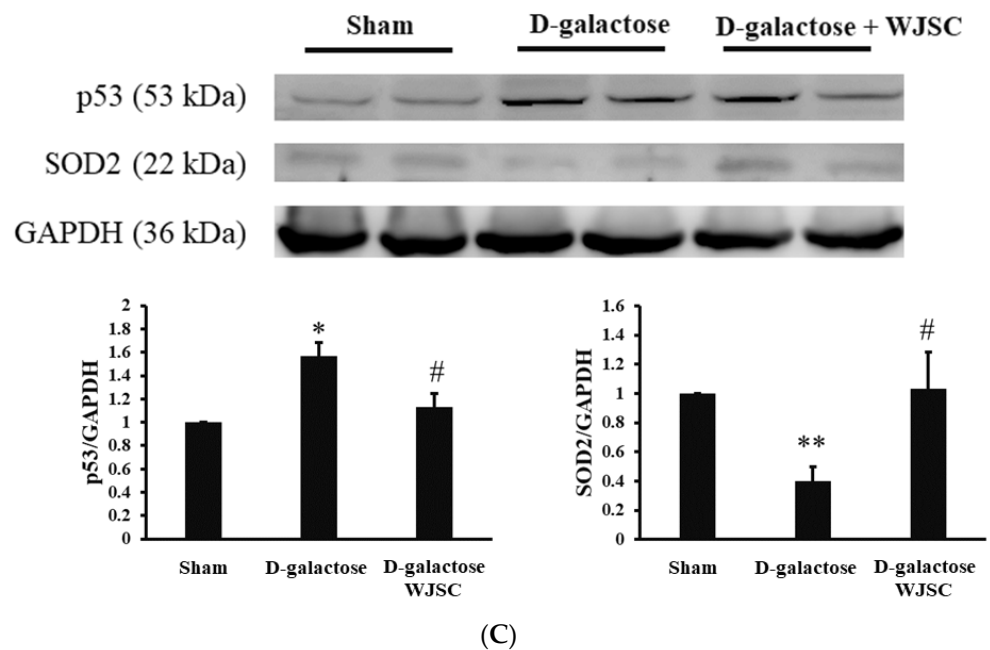 Sham D-galactose D-galactose + WJSC
p53 (53 kDa)
SOD2 (22 kDa)
GAPDH (36 kDa)
p53/GAPDH
2
1.8
1.6
1.4
1.2
1
0.8
0.6
0.4
0.2
0
*
#
Sham D-galactose D-galactose
WJSC
SOD2/GAPDH
1.6
1.4
1.2
1
0.8
0.6
0.4
0.2
0
**
#
Sham D-galactose D-galactose
WJSC
(C)